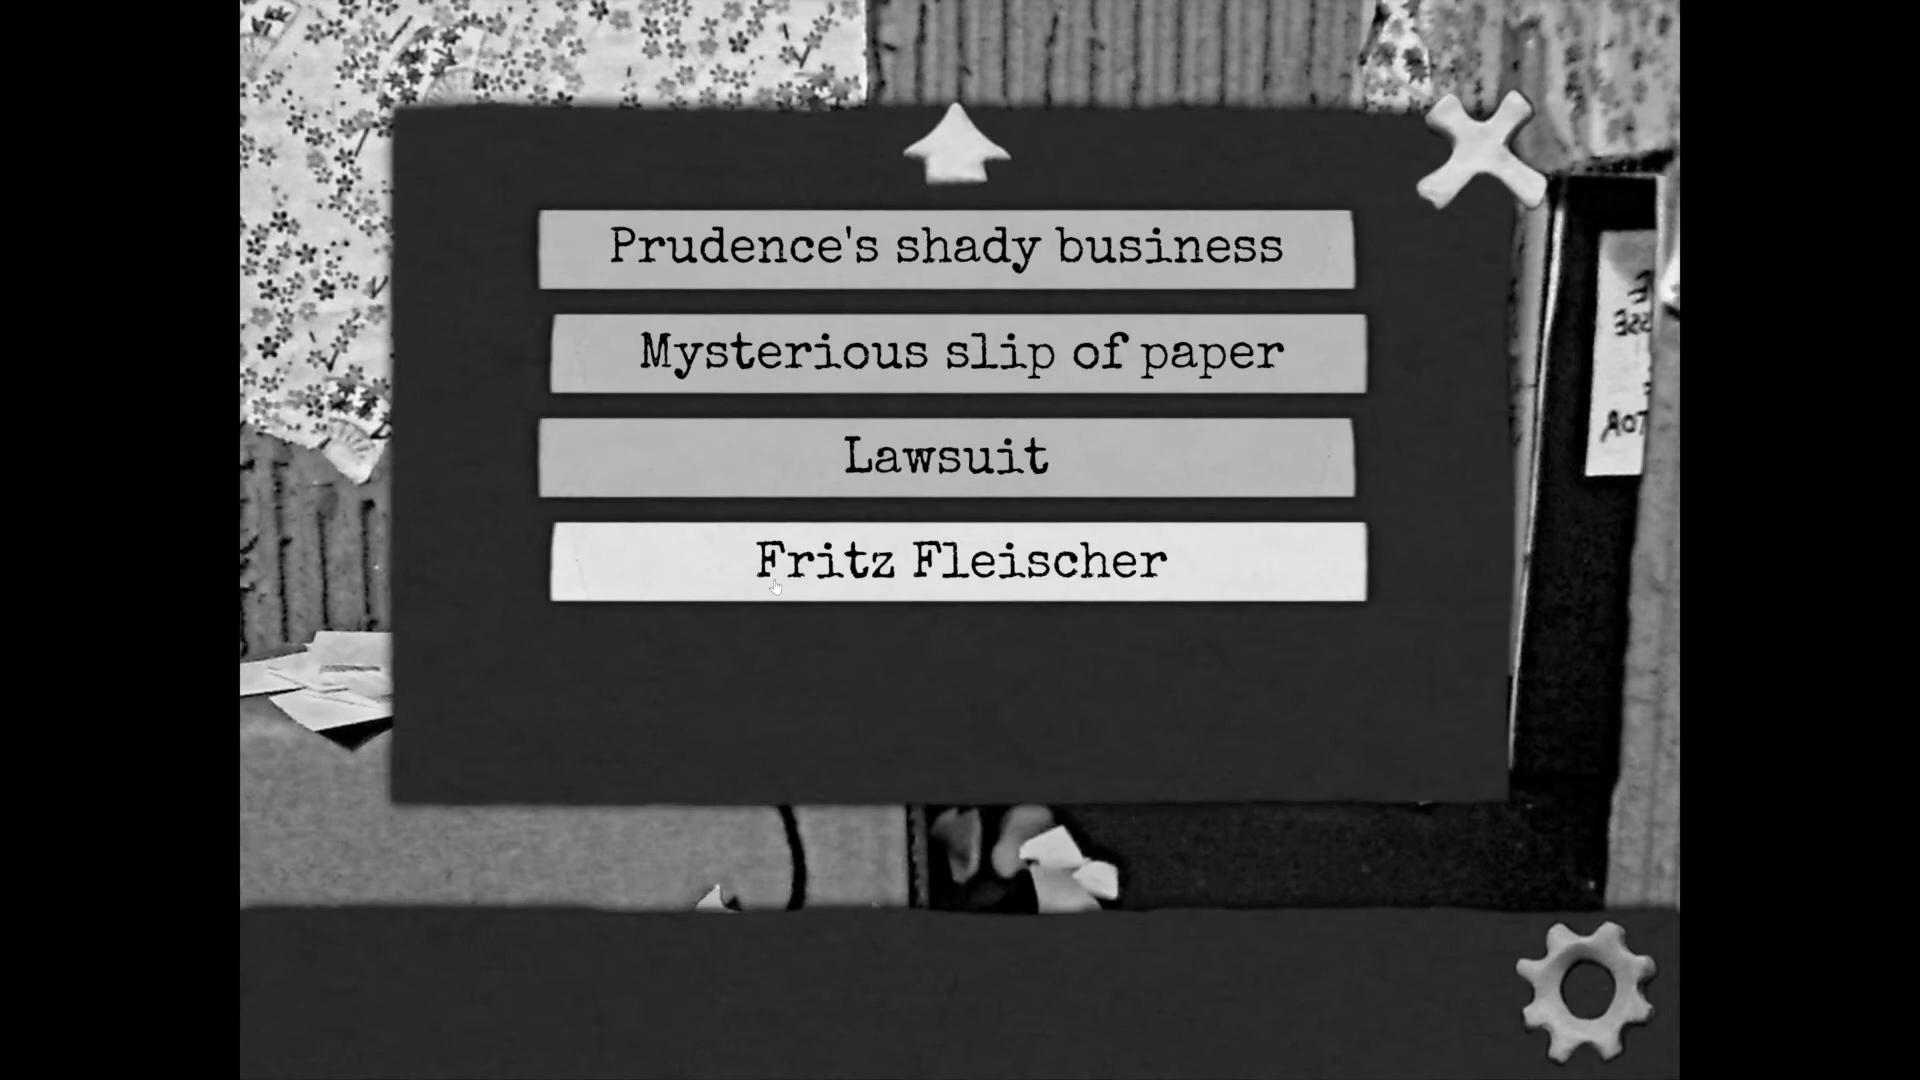 Prudence's shady business
Mysterious slip of paper
Lawsuit
Fritz Fleischer